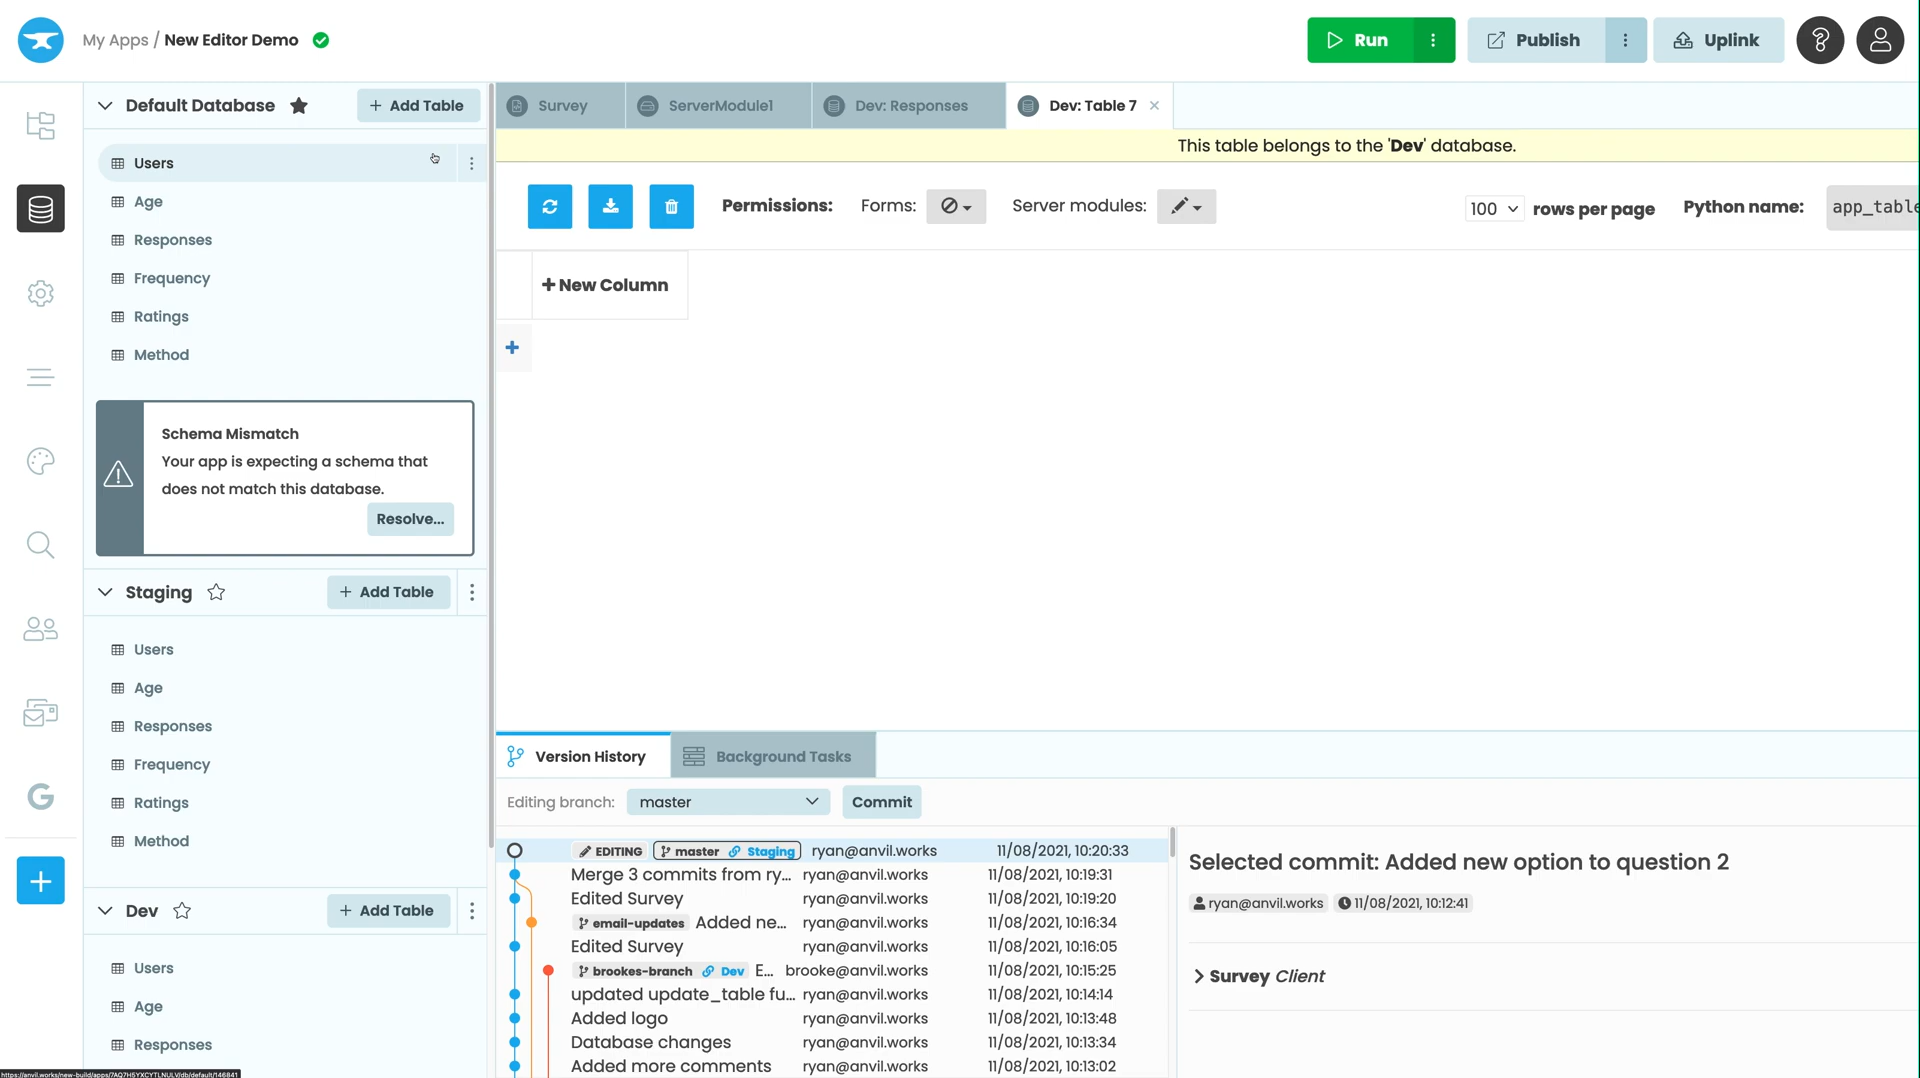 My Apps / New Editor Demo
Run
Publish
Uplink
?
Default Database
+ Add Table
Users
Age
Responses
Frequency
Ratings
Method
Schema Mismatch
Your app is expecting a schema that
does not match this database.
Resolve...
Staging
+ Add Table
Users
Age
Responses
Frequency
Ratings
Method
Dev
+ Add Table
Users
Age
Responses
Survey
ServerModule1
Dev: Responses
Dev: Table 7
This table belongs to the 'Dev' database.
Permissions: Forms: Server modules:
100 rows per page Python name: app_table
+ New Column
+
Version History
Background Tasks
Editing branch: master Commit
EDITING master Staging ryan@anvil.works 11/08/2021, 10:20:33
Merge 3 commits from ry... ryan@anvil.works 11/08/2021, 10:19:31
Edited Survey ryan@anvil.works 11/08/2021, 10:19:20
email-updates Added ne... ryan@anvil.works 11/08/2021, 10:16:34
Edited Survey ryan@anvil.works 11/08/2021, 10:16:05
brookes-branch Dev E... brooke@anvil.works 11/08/2021, 10:15:25
updated update_table fu... ryan@anvil.works 11/08/2021, 10:14:14
Added logo ryan@anvil.works 11/08/2021, 10:13:48
Database changes ryan@anvil.works 11/08/2021, 10:13:34
Added more comments ryan@anvil.works 11/08/2021, 10:13:02
Selected commit: Added new option to question 2
ryan@anvil.works 11/08/2021, 10:12:41
Survey Client